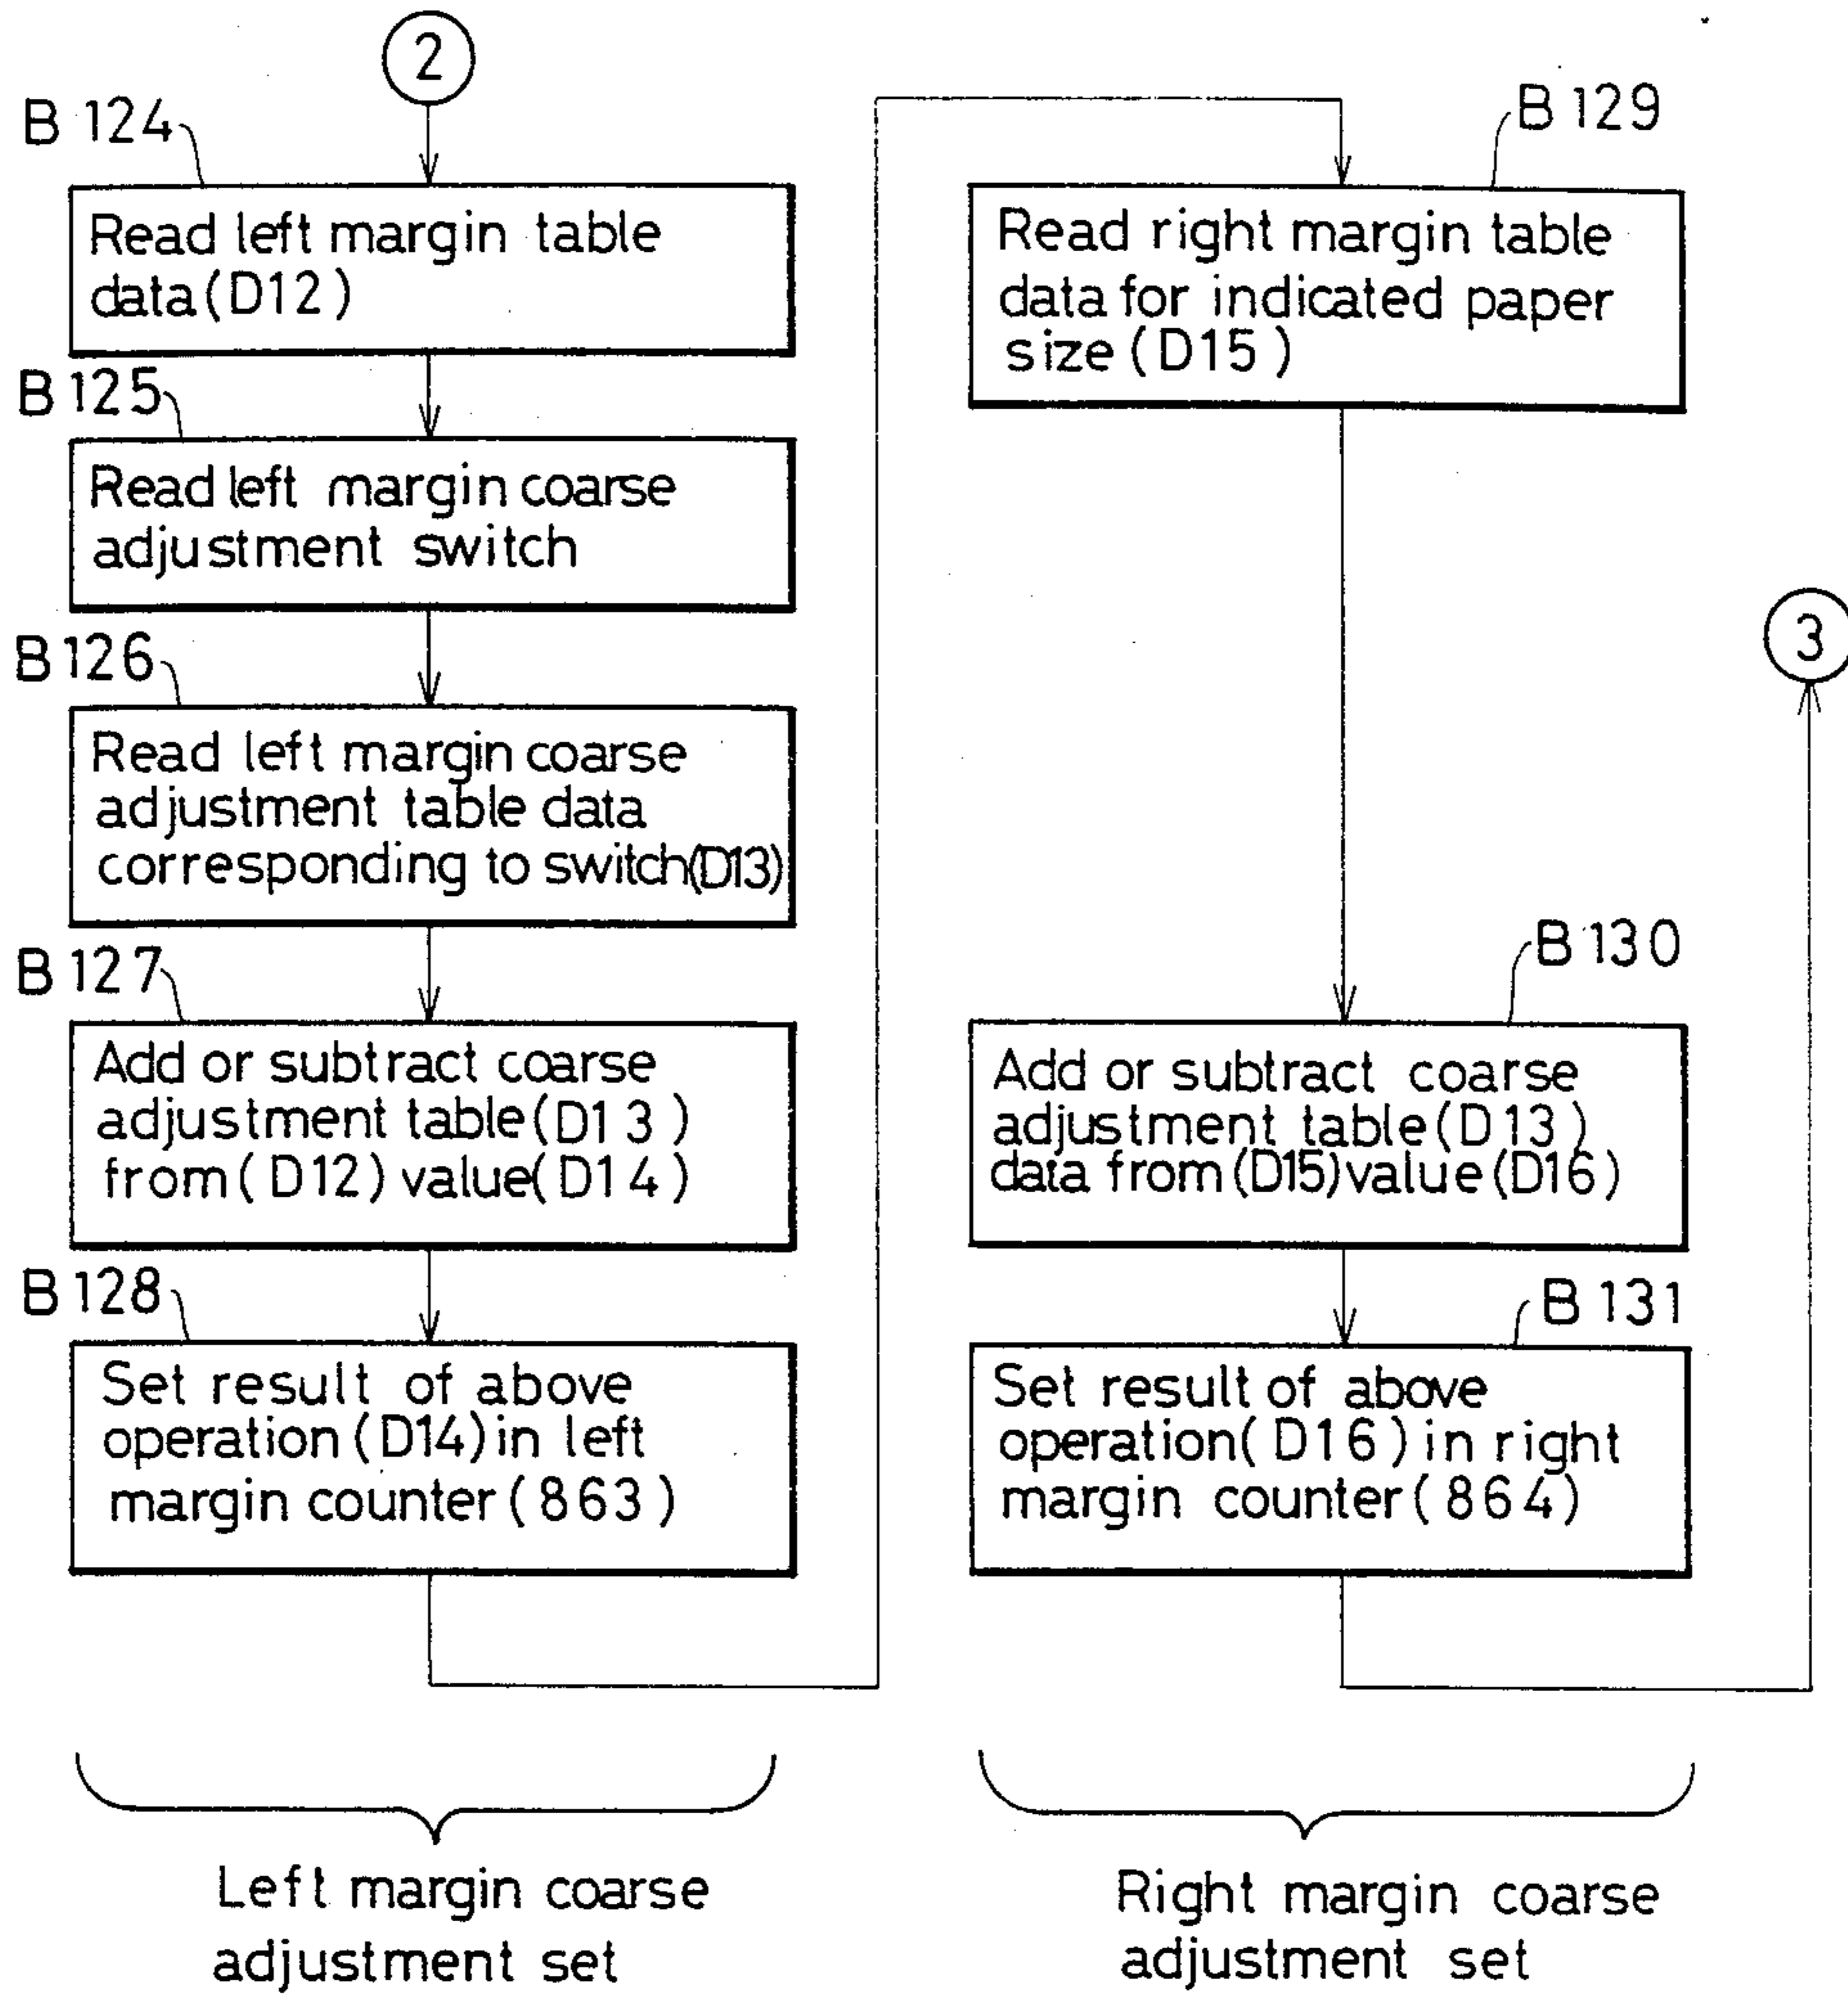 2
B 124
Read left margin table
data (D12)
B 125
Read left margin coarse
adjustment switch
B 126
Read left margin coarse
adjustment table data
corresponding to switch (D13)
B 127
Add or subtract coarse
adjustment table (D13)
from (D12) value (D14)
B 128
Set result of above
operation (D14) in left
margin counter (863)
Left margin coarse
adjustment set
B 129
Read right margin table
data for indicated paper
size (D15)
B 130
Add or subtract coarse
adjustment table (D13)
data from (D15) value (D16)
B 131
Set result of above
operation (D16) in right
margin counter (864)
Right margin coarse
adjustment set
3